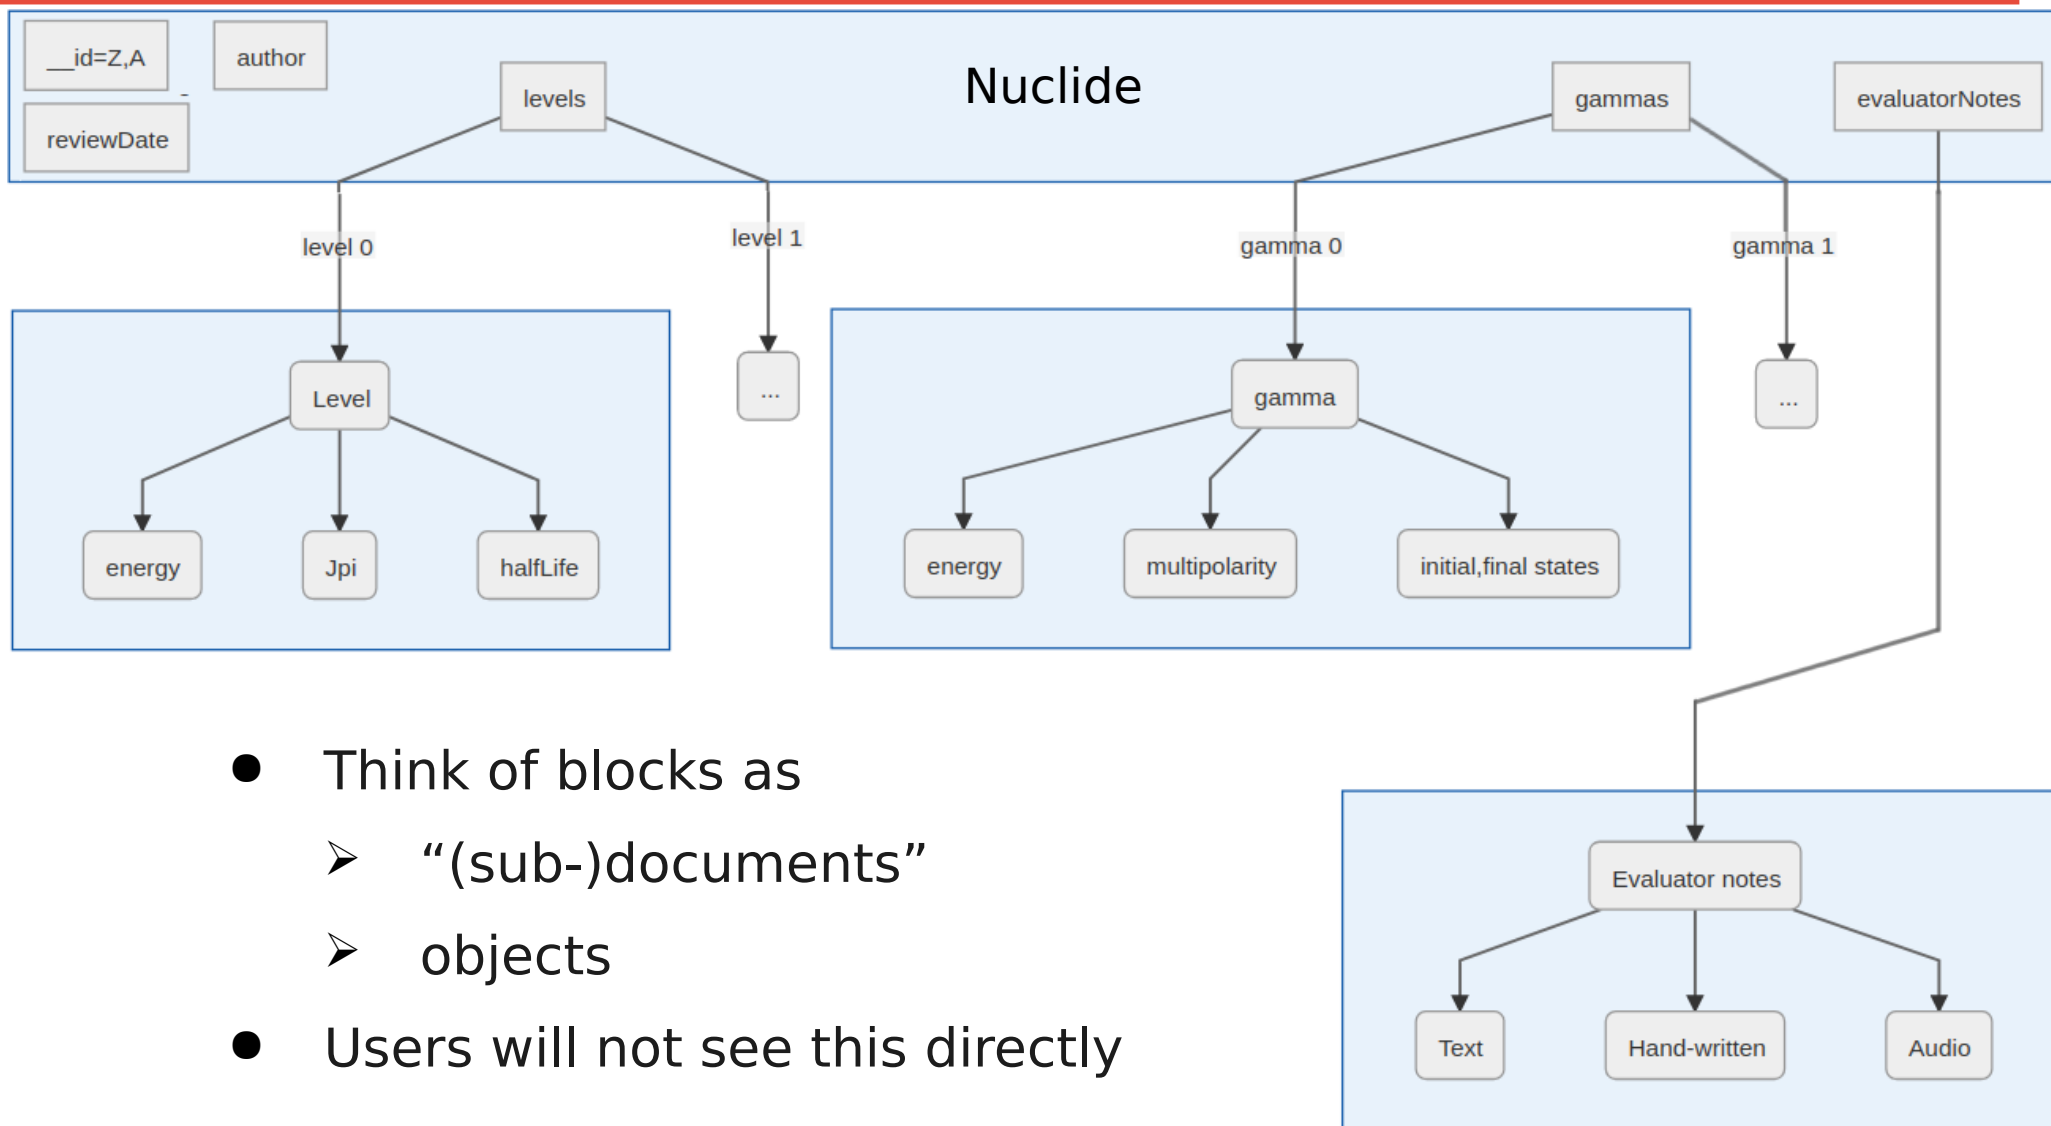 __id=Z,A
author
levels
Nuclide
gammas
evaluatorNotes
-
reviewDate
level 0
level 1
gamma 0
gamma 1
Level
...
gamma
...
energy
Jpi
halfLife
energy
multipolarity
initial,final states
● Think of blocks as
➢ “(sub-)documents”
➢ objects
● Users will not see this directly
Evaluator notes
Text
Hand-written
Audio